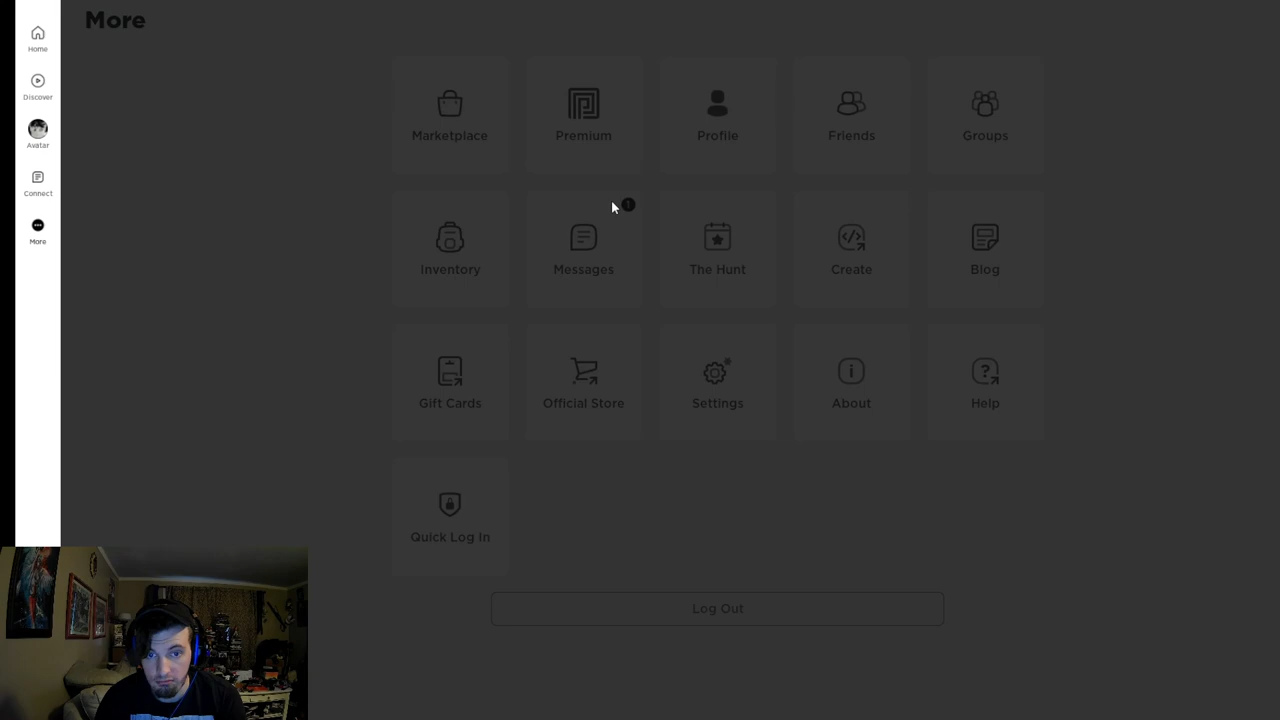 More
Home
Discover
Avatar
Connect
More
Marketplace
Premium
Profile
Friends
Groups
1
Inventory
Messages
The Hunt
Create
Blog
Gift Cards
Official Store
Settings
About
Help
Quick Log In
Log Out